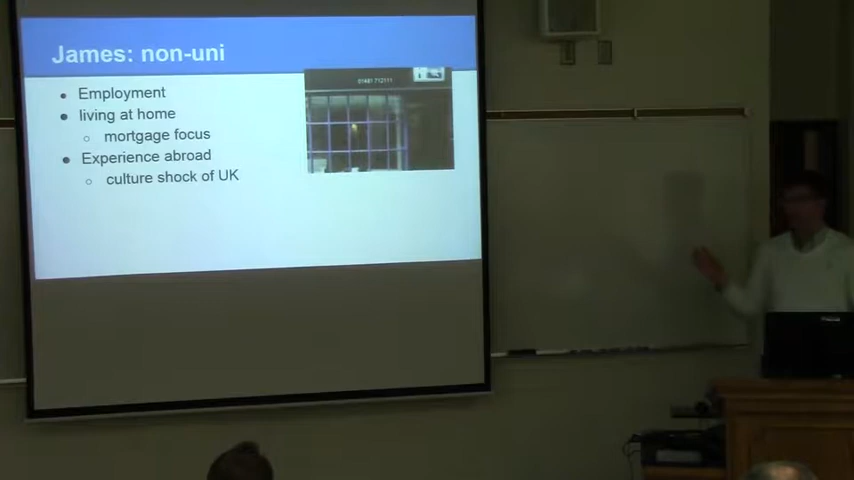 James: non-uni
Employment
living at home
mortgage focus
Experience abroad
culture shock of UK